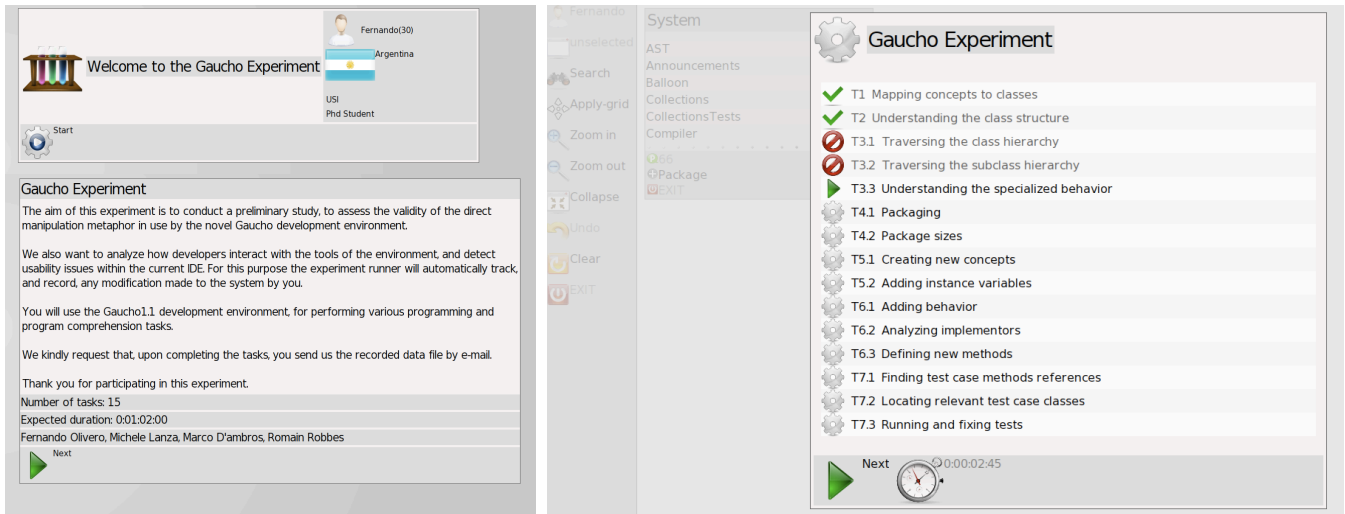 Welcome to the Gaucho Experiment
Fernando(30)
Argentina
USI
Phd Student
Start
Gaucho Experiment
The aim of this experiment is to conduct a preliminary study, to assess the validity of the direct
manipulation metaphor in use by the novel Gaucho development environment.
We also want to analyze how developers interact with the tools of the environment, and detect
usability issues within the current IDE. For this purpose the experiment runner will automatically track,
and record, any modification made to the system by you.
You will use the Gaucho1.1 development environment, for performing various programming and
program comprehension tasks.
We kindly request that, upon completing the tasks, you send us the recorded data file by e-mail.
Thank you for participating in this experiment.
Number of tasks: 15
Expected duration: 0:01:02:00
Fernando Olivero, Michele Lanza, Marco D'ambros, Romain Robbes
Next
Fernando
unselected
Search
Apply-grid
Zoom in
Zoom out
Collapse
Undo
Clear
EXIT
System
AST
Announcements
Balloon
Collections
CollectionsTests
Compiler
66
Package
EXIT
Gaucho Experiment
T1 Mapping concepts to classes
T2 Understanding the class structure
T3.1 Traversing the class hierarchy
T3.2 Traversing the subclass hierarchy
T3.3 Understanding the specialized behavior
T4.1 Packaging
T4.2 Package sizes
T5.1 Creating new concepts
T5.2 Adding instance variables
T6.1 Adding behavior
T6.2 Analyzing implementors
T6.3 Defining new methods
T7.1 Finding test case methods references
T7.2 Locating relevant test case classes
T7.3 Running and fixing tests
Next
0:00:02:45